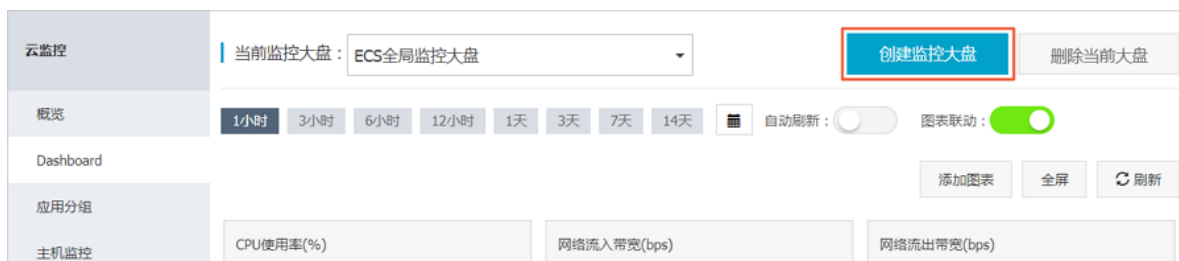 云监控
当前监控大盘：ECS全局监控大盘
创建监控大盘
删除当前大盘
概览
1小时 3小时 6小时 12小时 1天 3天 7天 14天 自动刷新： 图表联动：
Dashboard
添加图表 全屏 刷新
应用分组
主机监控
CPU使用率(%) 网络流入带宽(bps) 网络流出带宽(bps)